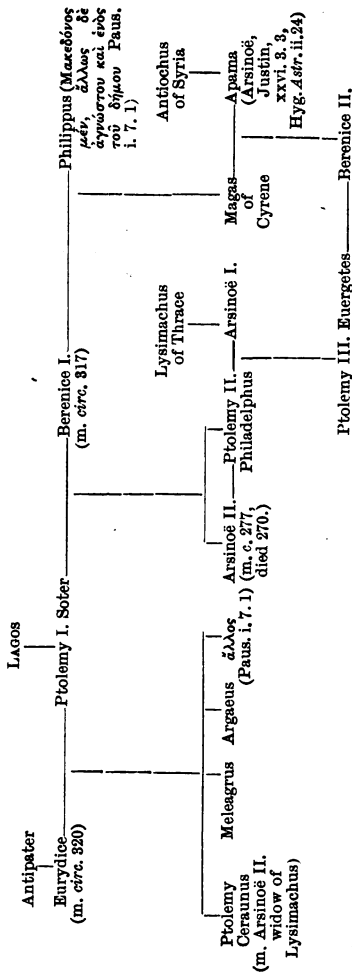 LAGOS
Antipater
Eurydice
(m. circ. 320)
Ptolemy I. Soter
Berenice I.
(m. circ. 317)
Philippus (Μακεδόνος
μέν, ἄλλως δὲ
ἀγνώστου καὶ ἑνὸς
τοῦ δήμου Paus.
i. 7. 1)
Lysimachus
of Thrace
Antiochus
of Syria
Ptolemy
Ceraunus
(m. Arsinoë II.
widow of
Lysimachus)
Meleagrus
Argaeus
ἄλλος
(Paus. i. 7. 1)
Arsinoë II.
(m. c. 277,
died 270.)
Ptolemy II.
Philadelphus
Arsinoë I.
Magas
of
Cyrene
Apama
(Arsinoë,
Justin,
xxvi. 3. 3,
Hyg. Astr. ii. 24)
Ptolemy III. Euergetes
Berenice II.